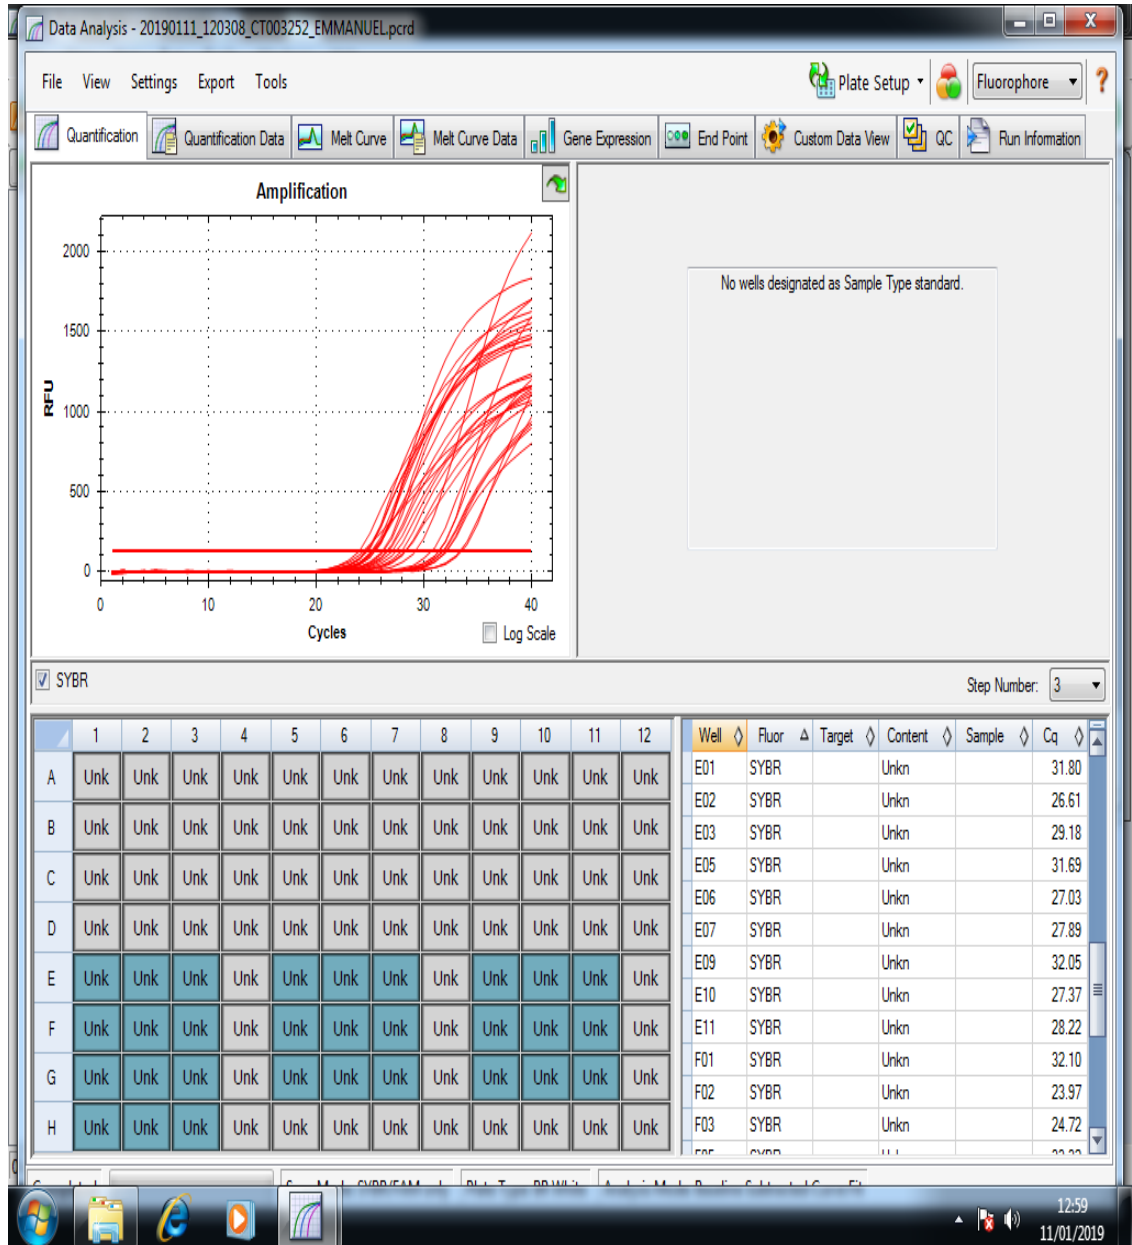 Data Analysis - 20190111_120308_CT003252_EMMANUEL.pcrd
File View Settings Export Tools Plate Setup Fluorophore ?
Quantification Quantification Data Melt Curve Melt Curve Data Gene Expression End Point Custom Data View QC Run Information
Amplification
2000
1500
1000
500
0
RFU
0 10 20 30 40
Cycles
Log Scale
No wells designated as Sample Type standard.
SYBR
Step Number: 3
1 2 3 4 5 6 7 8 9 10 11 12
A Unk Unk Unk Unk Unk Unk Unk Unk Unk Unk Unk Unk
B Unk Unk Unk Unk Unk Unk Unk Unk Unk Unk Unk Unk
C Unk Unk Unk Unk Unk Unk Unk Unk Unk Unk Unk Unk
D Unk Unk Unk Unk Unk Unk Unk Unk Unk Unk Unk Unk
E Unk Unk Unk Unk Unk Unk Unk Unk Unk Unk Unk Unk
F Unk Unk Unk Unk Unk Unk Unk Unk Unk Unk Unk Unk
G Unk Unk Unk Unk Unk Unk Unk Unk Unk Unk Unk Unk
H Unk Unk Unk Unk Unk Unk Unk Unk Unk Unk Unk Unk
Well Fluor Target Content Sample Cq
E01 SYBR Unkn 31.80
E02 SYBR Unkn 26.61
E03 SYBR Unkn 29.18
E05 SYBR Unkn 31.69
E06 SYBR Unkn 27.03
E07 SYBR Unkn 27.89
E09 SYBR Unkn 32.05
E10 SYBR Unkn 27.37
E11 SYBR Unkn 28.22
F01 SYBR Unkn 32.10
F02 SYBR Unkn 23.97
F03 SYBR Unkn 24.72
12:59
11/01/2019